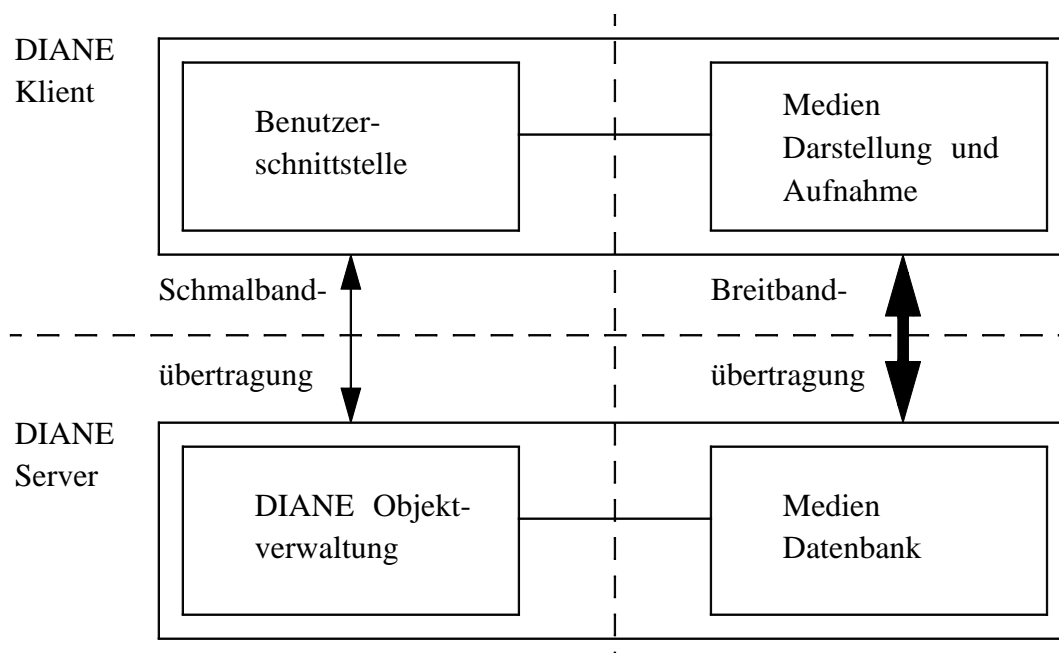 DIANE
Klient
Benutzer-
schnittstelle
Medien
Darstellung und
Aufnahme
Schmalband-
übertragung
Breitband-
übertragung
DIANE
Server
DIANE Objekt-
verwaltung
Medien
Datenbank